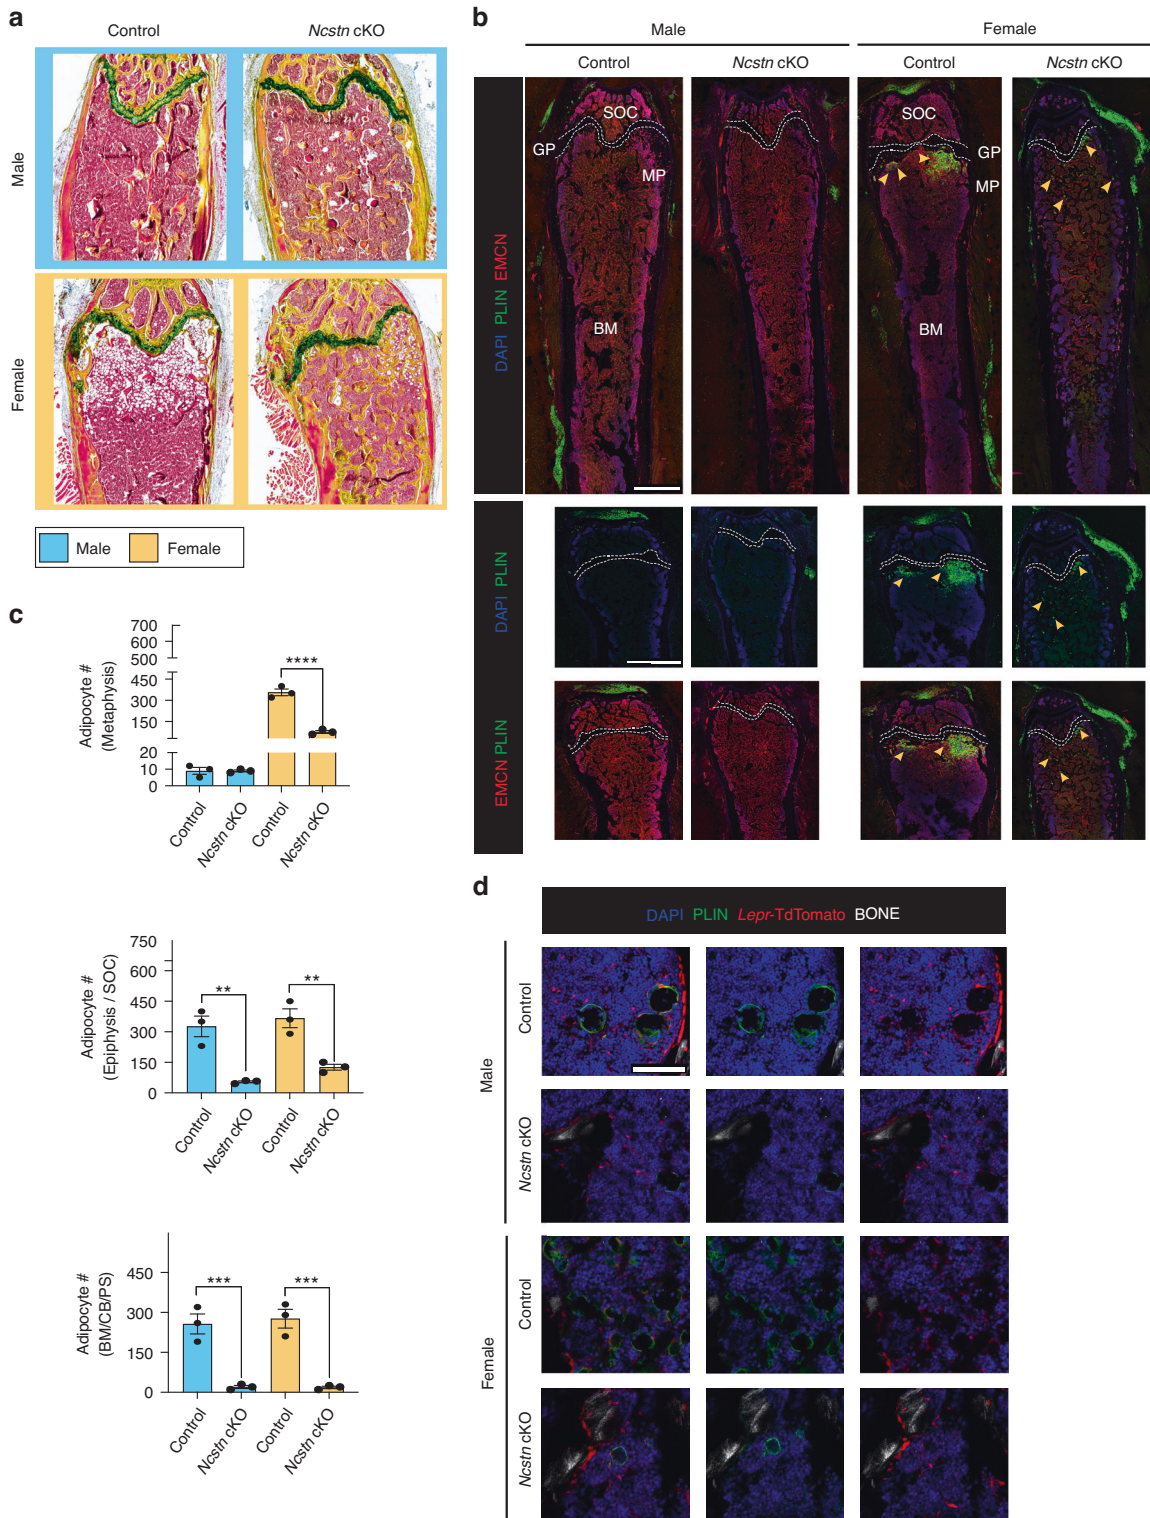 a
Control
Ncstn cKO
Male
Female
Male
Female
b
Male
Female
Control
Ncstn cKO
Control
Ncstn cKO
DAPI PLIN EMCN
SOC
GP
MP
BM
SOC
GP
MP
BM
DAPI PLIN
EMCN PLIN
c
Adipocyte #
(Metaphysis)
700
600
500
450
300
150
20
10
0
****
Control
Ncstn cKO
Control
Ncstn cKO
Adipocyte #
(Epiphysis / SOC)
750
600
450
300
150
0
**
**
Control
Ncstn cKO
Control
Ncstn cKO
Adipocyte #
(BM/CB/PS)
450
300
150
0
***
***
Control
Ncstn cKO
Control
Ncstn cKO
d
DAPI PLIN Lepr-TdTomato BONE
Male
Control
Ncstn cKO
Female
Control
Ncstn cKO